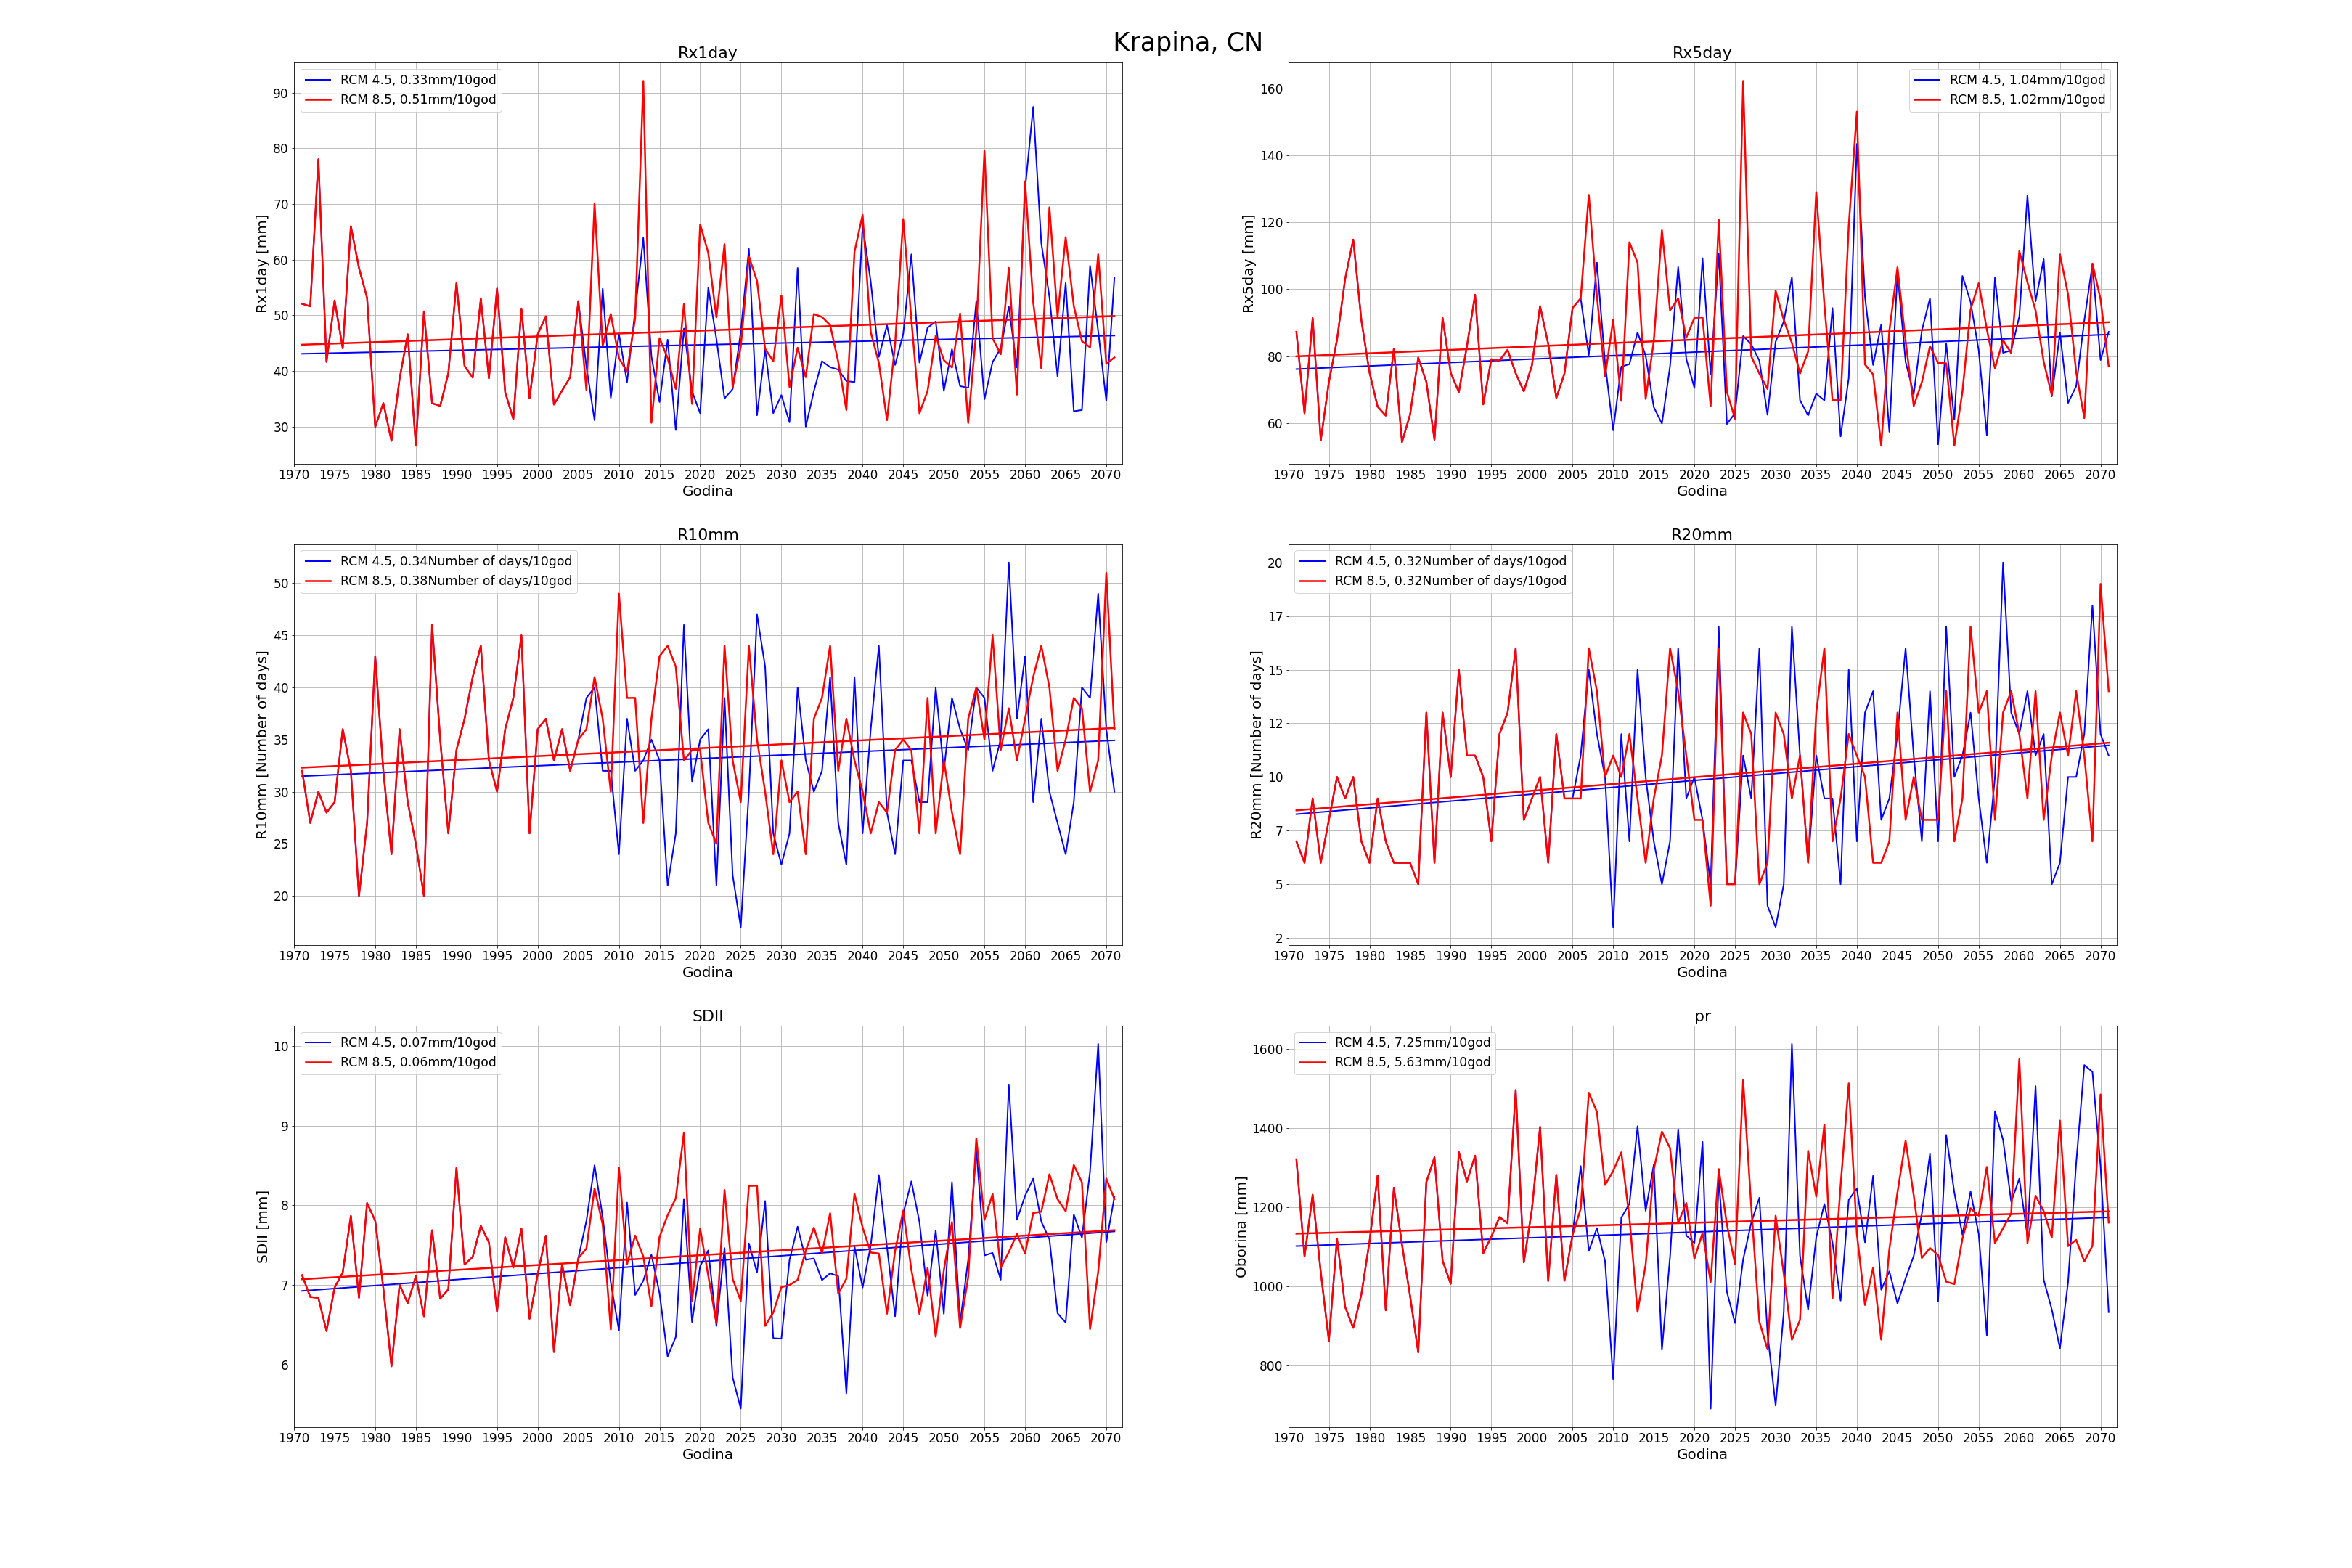 Krapina, CN
Rx1day
RCM 4.5, 0.33mm/10god
RCM 8.5, 0.51mm/10god
Rx1day [mm]
90
80
70
60
50
40
30
1970 1975 1980 1985 1990 1995 2000 2005 2010 2015 2020 2025 2030 2035 2040 2045 2050 2055 2060 2065 2070
Godina
Rx5day
RCM 4.5, 1.04mm/10god
RCM 8.5, 1.02mm/10god
Rx5day [mm]
160
140
120
100
80
60
1970 1975 1980 1985 1990 1995 2000 2005 2010 2015 2020 2025 2030 2035 2040 2045 2050 2055 2060 2065 2070
Godina
R10mm
RCM 4.5, 0.34Number of days/10god
RCM 8.5, 0.38Number of days/10god
R10mm [Number of days]
50
45
40
35
30
25
20
1970 1975 1980 1985 1990 1995 2000 2005 2010 2015 2020 2025 2030 2035 2040 2045 2050 2055 2060 2065 2070
Godina
R20mm
RCM 4.5, 0.32Number of days/10god
RCM 8.5, 0.32Number of days/10god
R20mm [Number of days]
20
17
15
12
10
7
5
2
1970 1975 1980 1985 1990 1995 2000 2005 2010 2015 2020 2025 2030 2035 2040 2045 2050 2055 2060 2065 2070
Godina
SDII
RCM 4.5, 0.07mm/10god
RCM 8.5, 0.06mm/10god
SDII [mm]
10
9
8
7
6
1970 1975 1980 1985 1990 1995 2000 2005 2010 2015 2020 2025 2030 2035 2040 2045 2050 2055 2060 2065 2070
Godina
pr
RCM 4.5, 7.25mm/10god
RCM 8.5, 5.63mm/10god
Oborina [mm]
1600
1400
1200
1000
800
1970 1975 1980 1985 1990 1995 2000 2005 2010 2015 2020 2025 2030 2035 2040 2045 2050 2055 2060 2065 2070
Godina